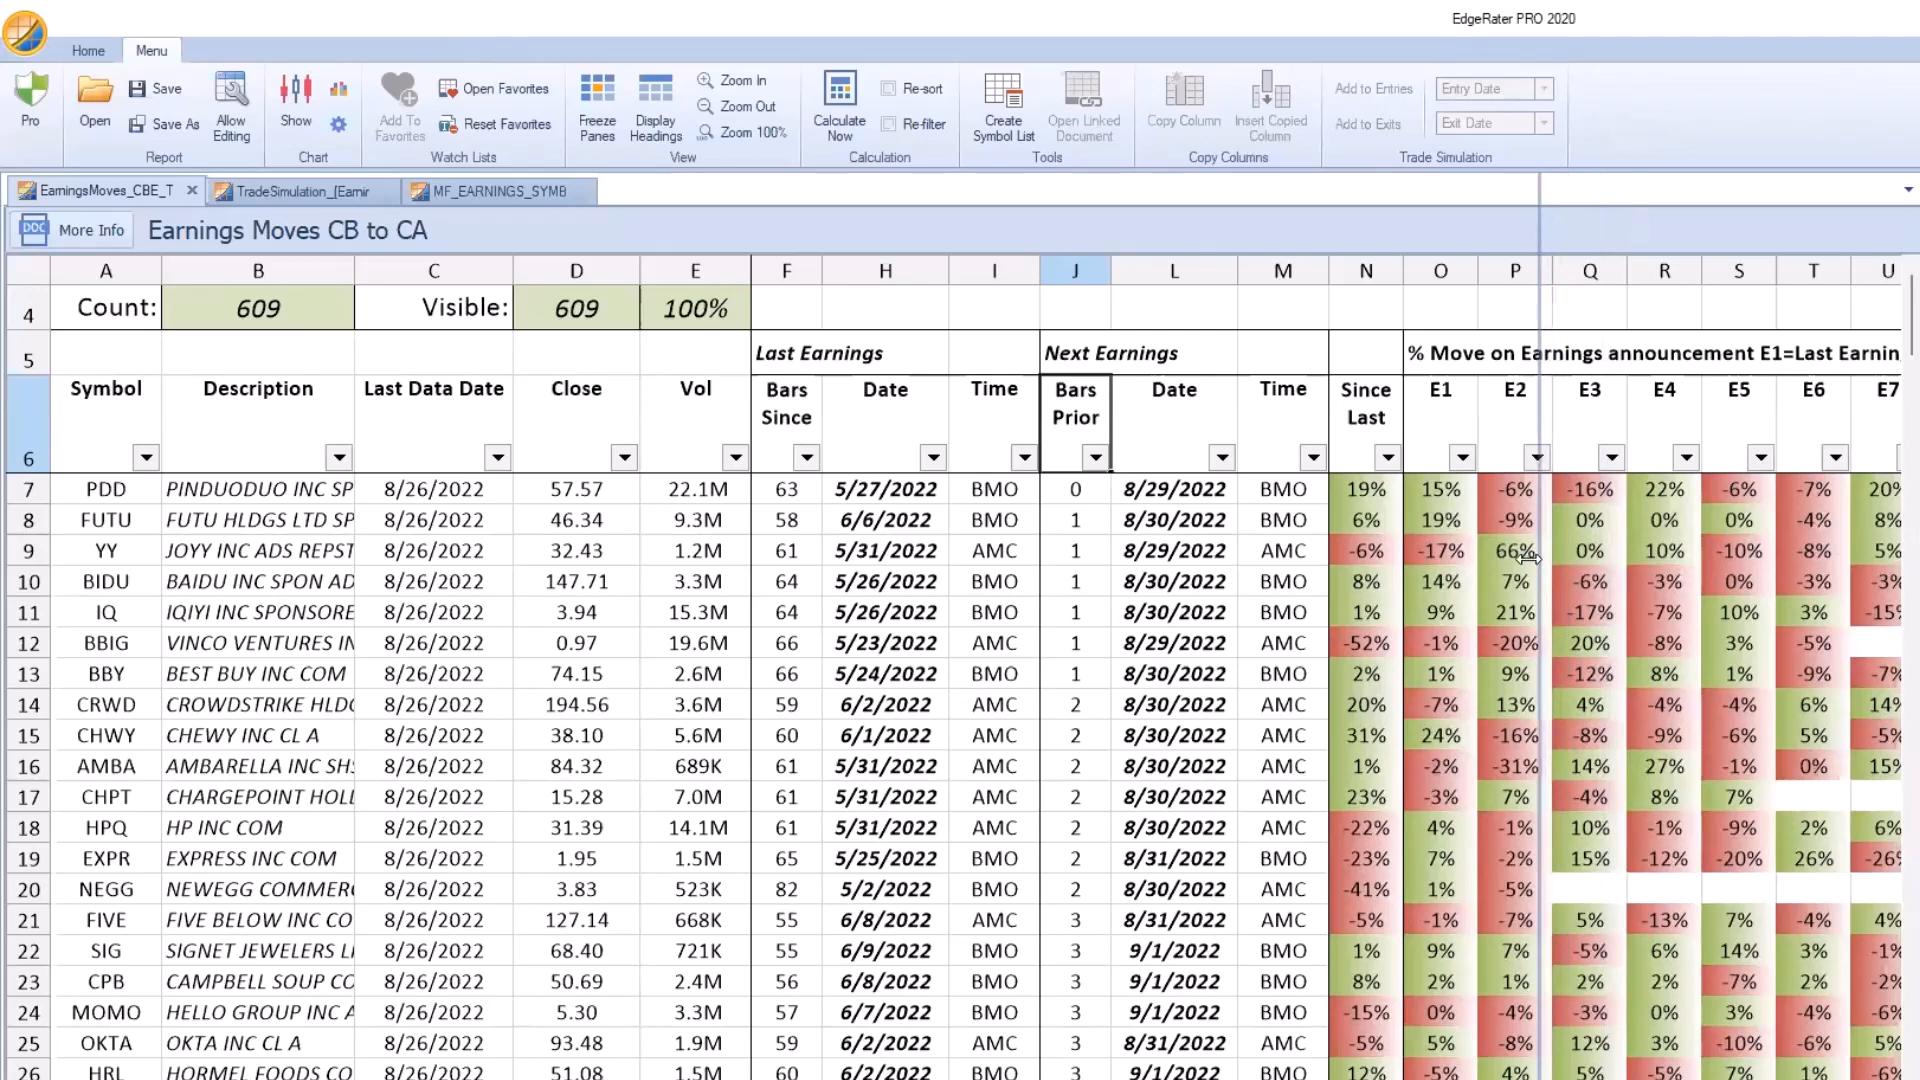 EdgeRater PRO 2020
Home Menu
Pro Open Save Save As Allow Editing Show Add To Favorites Open Favorites Reset Favorites Freeze Panes Display Headings Zoom In Zoom Out Zoom 100% Calculate Now Re-sort Re-filter Create Symbol List Open Linked Document Copy Column Insert Copied Column Add to Entries Add to Exits Entry Date Exit Date
Report Chart Watch Lists View Calculation Tools Copy Columns Trade Simulation
EarningsMoves_CBE_T TradeSimulation_[Earnir MF_EARNINGS_SYMB
DOC More Info Earnings Moves CB to CA
A B C D E F H I J L M N O P Q R S T U
4 Count: 609 Visible: 609 100%
5 Last Earnings Next Earnings % Move on Earnings announcement E1=Last Earnin
6 Symbol Description Last Data Date Close Vol Bars Since Date Time Bars Prior Date Time Since Last E1 E2 E3 E4 E5 E6 E7
7 PDD PINDUODUO INC SP 8/26/2022 57.57 22.1M 63 5/27/2022 BMO 0 8/29/2022 BMO 19% 15% -6% -16% 22% -6% -7% 20%
8 FUTU FUTU HLDGS LTD SP 8/26/2022 46.34 9.3M 58 6/6/2022 BMO 1 8/30/2022 BMO 6% 19% -9% 0% 0% 0% -4% 8%
9 YY JOYY INC ADS REPST 8/26/2022 32.43 1.2M 61 5/31/2022 AMC 1 8/29/2022 AMC -6% -17% 66% 0% 10% -10% -8% 5%
10 BIDU BAIDU INC SPON AD 8/26/2022 147.71 3.3M 64 5/26/2022 BMO 1 8/30/2022 BMO 8% 14% 7% -6% -3% 0% -3% -3%
11 IQ IQIYI INC SPONSORE 8/26/2022 3.94 15.3M 64 5/26/2022 BMO 1 8/30/2022 BMO 1% 9% 21% -17% -7% 10% 3% -15%
12 BBIG VINCO VENTURES IN 8/26/2022 0.97 19.6M 66 5/23/2022 AMC 1 8/29/2022 AMC -52% -1% -20% 20% -8% 3% -5%
13 BBY BEST BUY INC COM 8/26/2022 74.15 2.6M 66 5/24/2022 BMO 1 8/30/2022 BMO 2% 1% 9% -12% 8% 1% -9% -7%
14 CRWD CROWDSTRIKE HLDG 8/26/2022 194.56 3.6M 59 6/2/2022 AMC 2 8/30/2022 AMC 20% -7% 13% 4% -4% -4% 6% 14%
15 CHWY CHEWY INC CL A 8/26/2022 38.10 5.6M 60 6/1/2022 AMC 2 8/30/2022 AMC 31% 24% -16% -8% -9% -6% 5% -5%
16 AMBA AMBARELLA INC SHS 8/26/2022 84.32 689K 61 5/31/2022 AMC 2 8/30/2022 AMC 1% -2% -31% 14% 27% -1% 0% 15%
17 CHPT CHARGEPOINT HOLL 8/26/2022 15.28 7.0M 61 5/31/2022 AMC 2 8/30/2022 AMC 23% -3% 7% -4% 8% 7%
18 HPQ HP INC COM 8/26/2022 31.39 14.1M 61 5/31/2022 AMC 2 8/30/2022 AMC -22% 4% -1% 10% -1% -9% 2% 6%
19 EXPR EXPRESS INC COM 8/26/2022 1.95 1.5M 65 5/25/2022 BMO 2 8/31/2022 BMO -23% 7% -2% 15% -12% -20% 26% -26%
20 NEGG NEWEGG COMMERC 8/26/2022 3.83 523K 82 5/2/2022 BMO 2 8/30/2022 AMC -41% 1% -5%
21 FIVE FIVE BELOW INC CO 8/26/2022 127.14 668K 55 6/8/2022 AMC 3 8/31/2022 AMC -5% -1% -7% 5% -13% 7% -4% 4%
22 SIG SIGNET JEWELERS LI 8/26/2022 68.40 721K 55 6/9/2022 BMO 3 9/1/2022 BMO 1% 9% 7% -5% 6% 14% 3% -1%
23 CPB CAMPBELL SOUP CO 8/26/2022 50.69 2.4M 56 6/8/2022 BMO 3 9/1/2022 BMO 8% 2% 1% 2% 2% -7% 2% -2%
24 MOMO HELLO GROUP INC A 8/26/2022 5.30 3.3M 57 6/7/2022 BMO 3 9/1/2022 BMO -15% 0% -4% -3% 0% 3% -4% -6%
25 OKTA OKTA INC CL A 8/26/2022 93.48 1.9M 59 6/2/2022 AMC 3 8/31/2022 AMC -5% 5% -8% 12% 3% -10% -6% 5%
26 HRL HORMEL FOODS CO 8/26/2022 51.08 1.5M 60 6/2/2022 BMO 3 9/1/2022 BMO 12% -5% 4% 5% -5% 7% 1% -6%